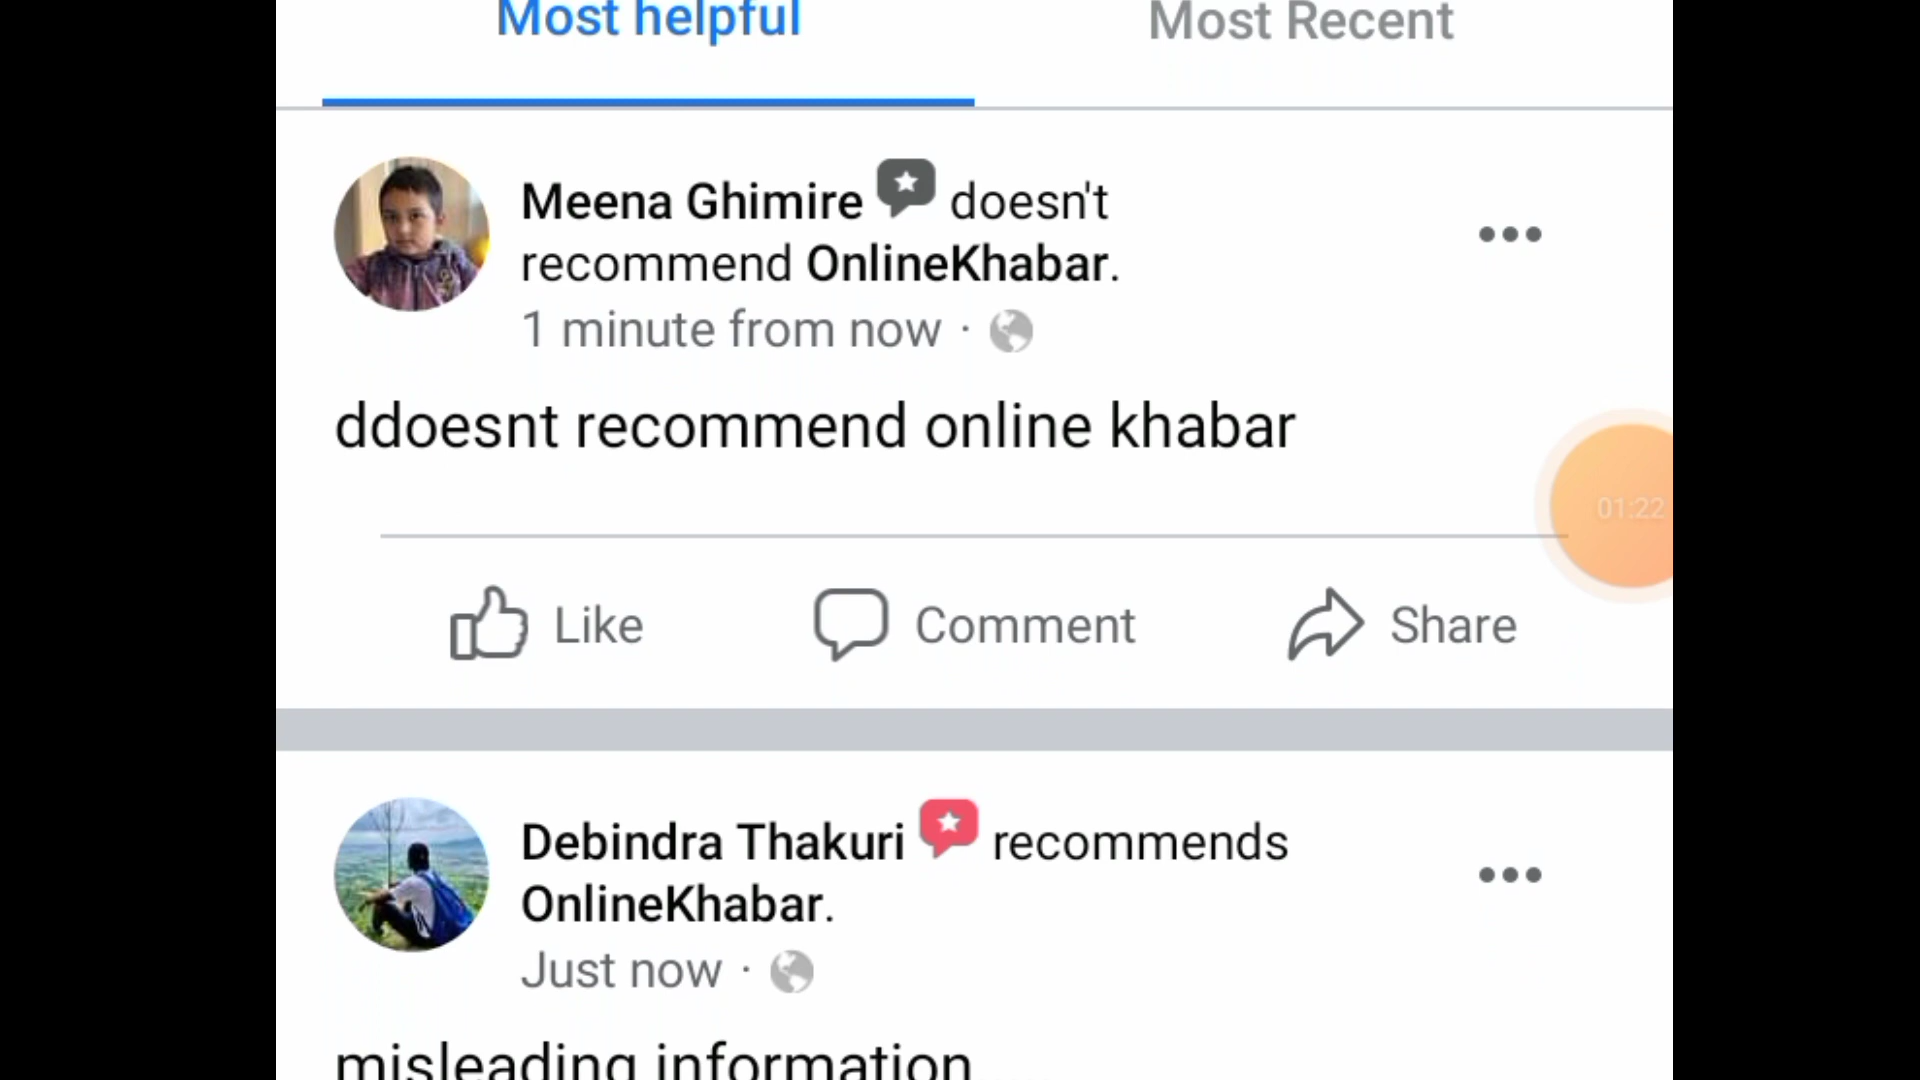 Most helpful
Most Recent
Meena Ghimire doesn't
recommend OnlineKhabar.
1 minute from now ·
ddoesnt recommend online khabar
01:22
Like
Comment
Share
Debindra Thakuri recommends
OnlineKhabar.
Just now ·
misleading information